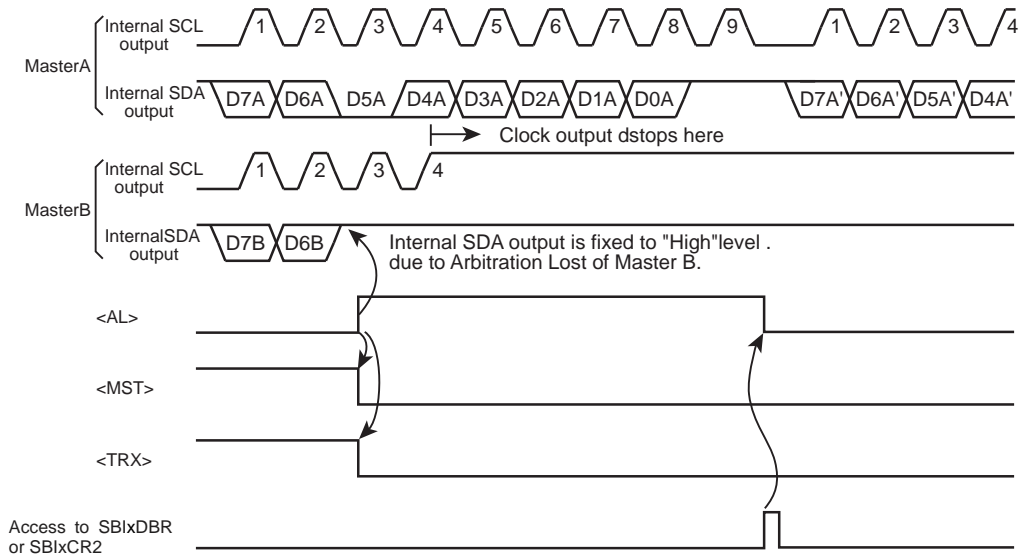 MasterA
Internal SCL
output
1 2 3 4 5 6 7 8 9 1 2 3 4
Internal SDA
output
D7A D6A D5A D4A D3A D2A D1A D0A D7A' D6A' D5A' D4A'
Clock output dstops here
MasterB
Internal SCL
output
1 2 3 4
InternalSDA
output
D7B D6B
Internal SDA output is fixed to "High"level .
due to Arbitration Lost of Master B.
<AL>
<MST>
<TRX>
Access to SBIxDBR
or SBIxCR2